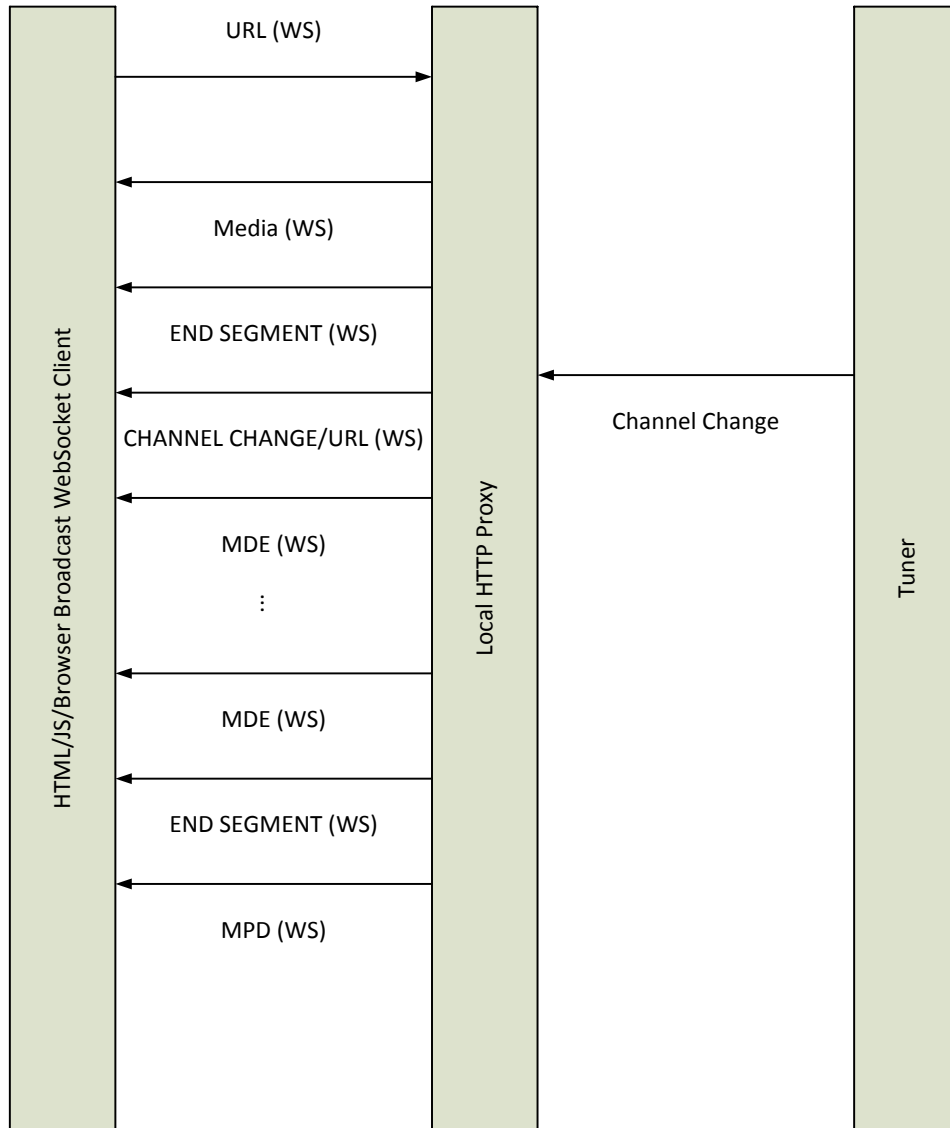 URL (WS)
Media (WS)
END SEGMENT (WS)
CHANNEL CHANGE/URL (WS)
Channel Change
MDE (WS)
...
MDE (WS)
END SEGMENT (WS)
MPD (WS)
HTML/JS/Browser Broadcast WebSocket Client
Local HTTP Proxy
Tuner